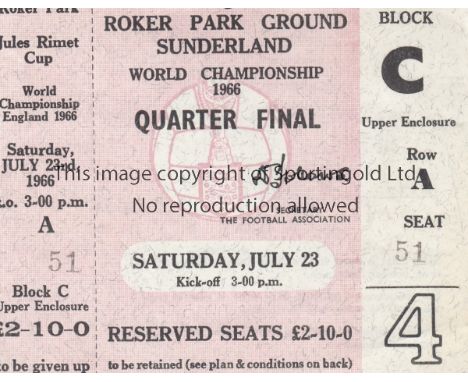 Roker Park
Jules Rimet
Cup
World
Championship
England 1966
Saturday,
JULY 23rd,
1966
k.o. 3-00 p.m.
A
51
Block C
Upper Enclosure
£2-10-0
to be given up
ROKER PARK GROUND
SUNDERLAND
WORLD CHAMPIONSHIP
1966
QUARTER FINAL
This image copyright of Sportingold Ltd.
No reproduction allowed
SECRETARY
THE FOOTBALL ASSOCIATION
SATURDAY, JULY 23
Kick-off 3-00 p.m.
RESERVED SEATS £2-10-0
to be retained (see plan & conditions on back)
BLOCK
C
Upper Enclosure
Row
A
SEAT
51
4